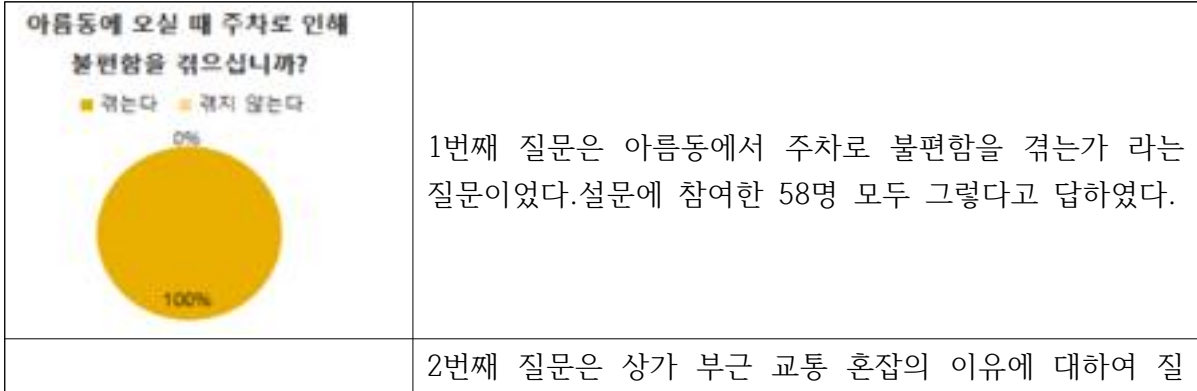 아름동에 오실 때 주차로 인해
불편함을 겪으십니까?
겪는다 겪지 않는다
0%
100%
1번째 질문은 아름동에서 주차로 불편함을 겪는가 라는
질문이었다.설문에 참여한 58명 모두 그렇다고 답하였다.
2번째 질문은 상가 부근 교통 혼잡의 이유에 대하여 질